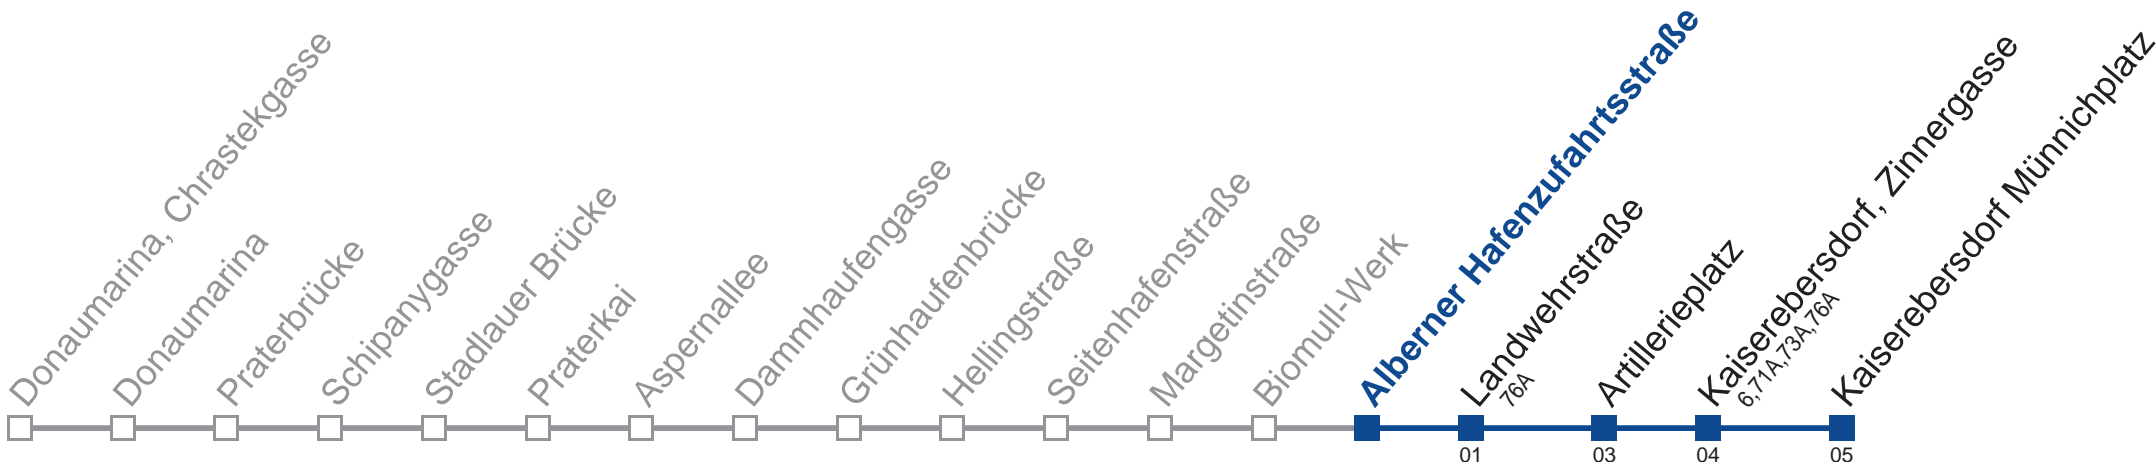 Donaumarina, Chrastekgasse
Donaumarina
Praterbrücke
Schipanygasse
Stadlauer Brücke
Praterkai
Aspernallee
Dammhaufengasse
Grünhaufenbrücke
Hellingstraße
Seitenhafenstraße
Margetinstraße
Biomull-Werk
Alberner Hafenzufahrtsstraße
Landwehrstraße
76A
Artillerieplatz
Kaiserebersdorf, Zinnergasse
6,71A,73A,76A
Kaiserebersdorf Münnichplatz
01
03
04
05